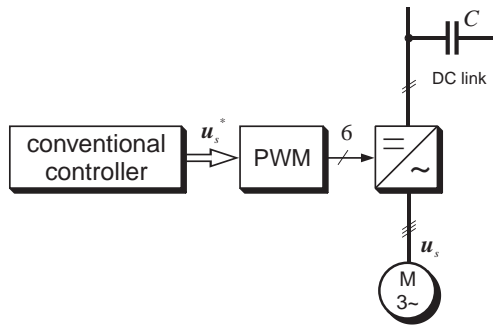 C
DC link
conventional
controller
u_s^*
PWM
6
=
~
u_s
M
3~